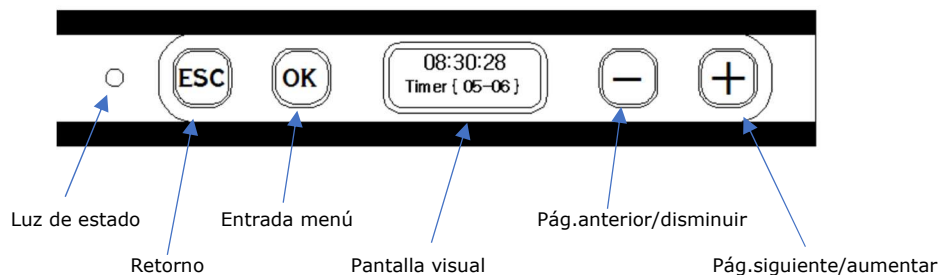 ESC
OK
08:30:28
Timer { 05-06 }
−
+
Luz de estado
Entrada menú
Pág.anterior/disminuir
Retorno
Pantalla visual
Pág.siguiente/aumentar